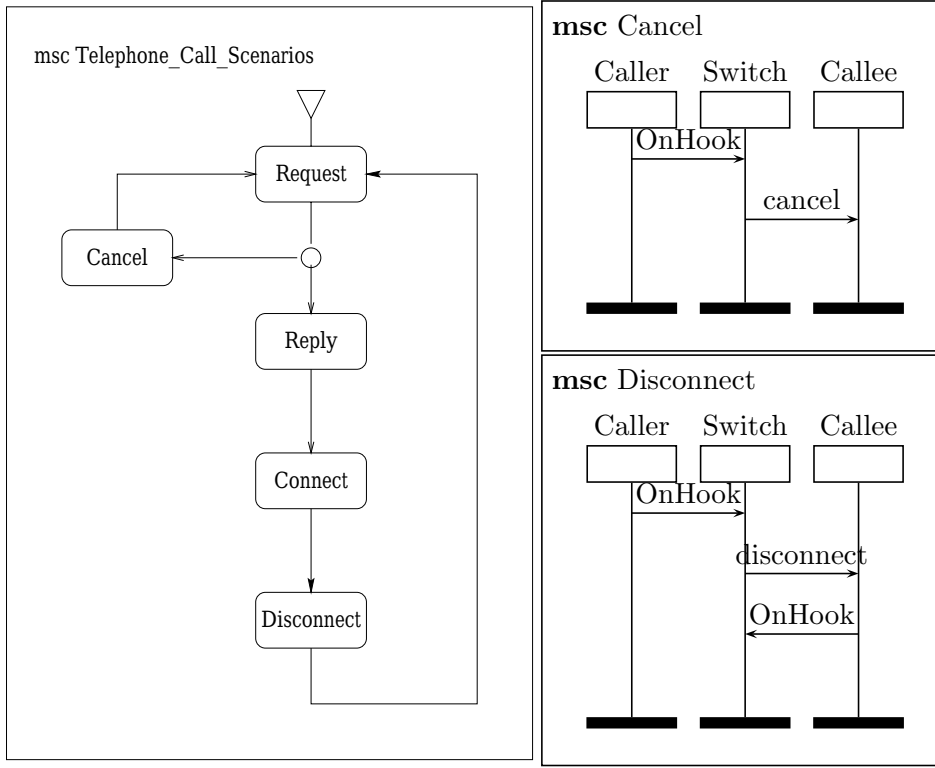 msc Telephone_Call_Scenarios
Request
Cancel
Reply
Connect
Disconnect
msc Cancel
Caller Switch Callee
OnHook
cancel
msc Disconnect
Caller Switch Callee
OnHook
disconnect
OnHook